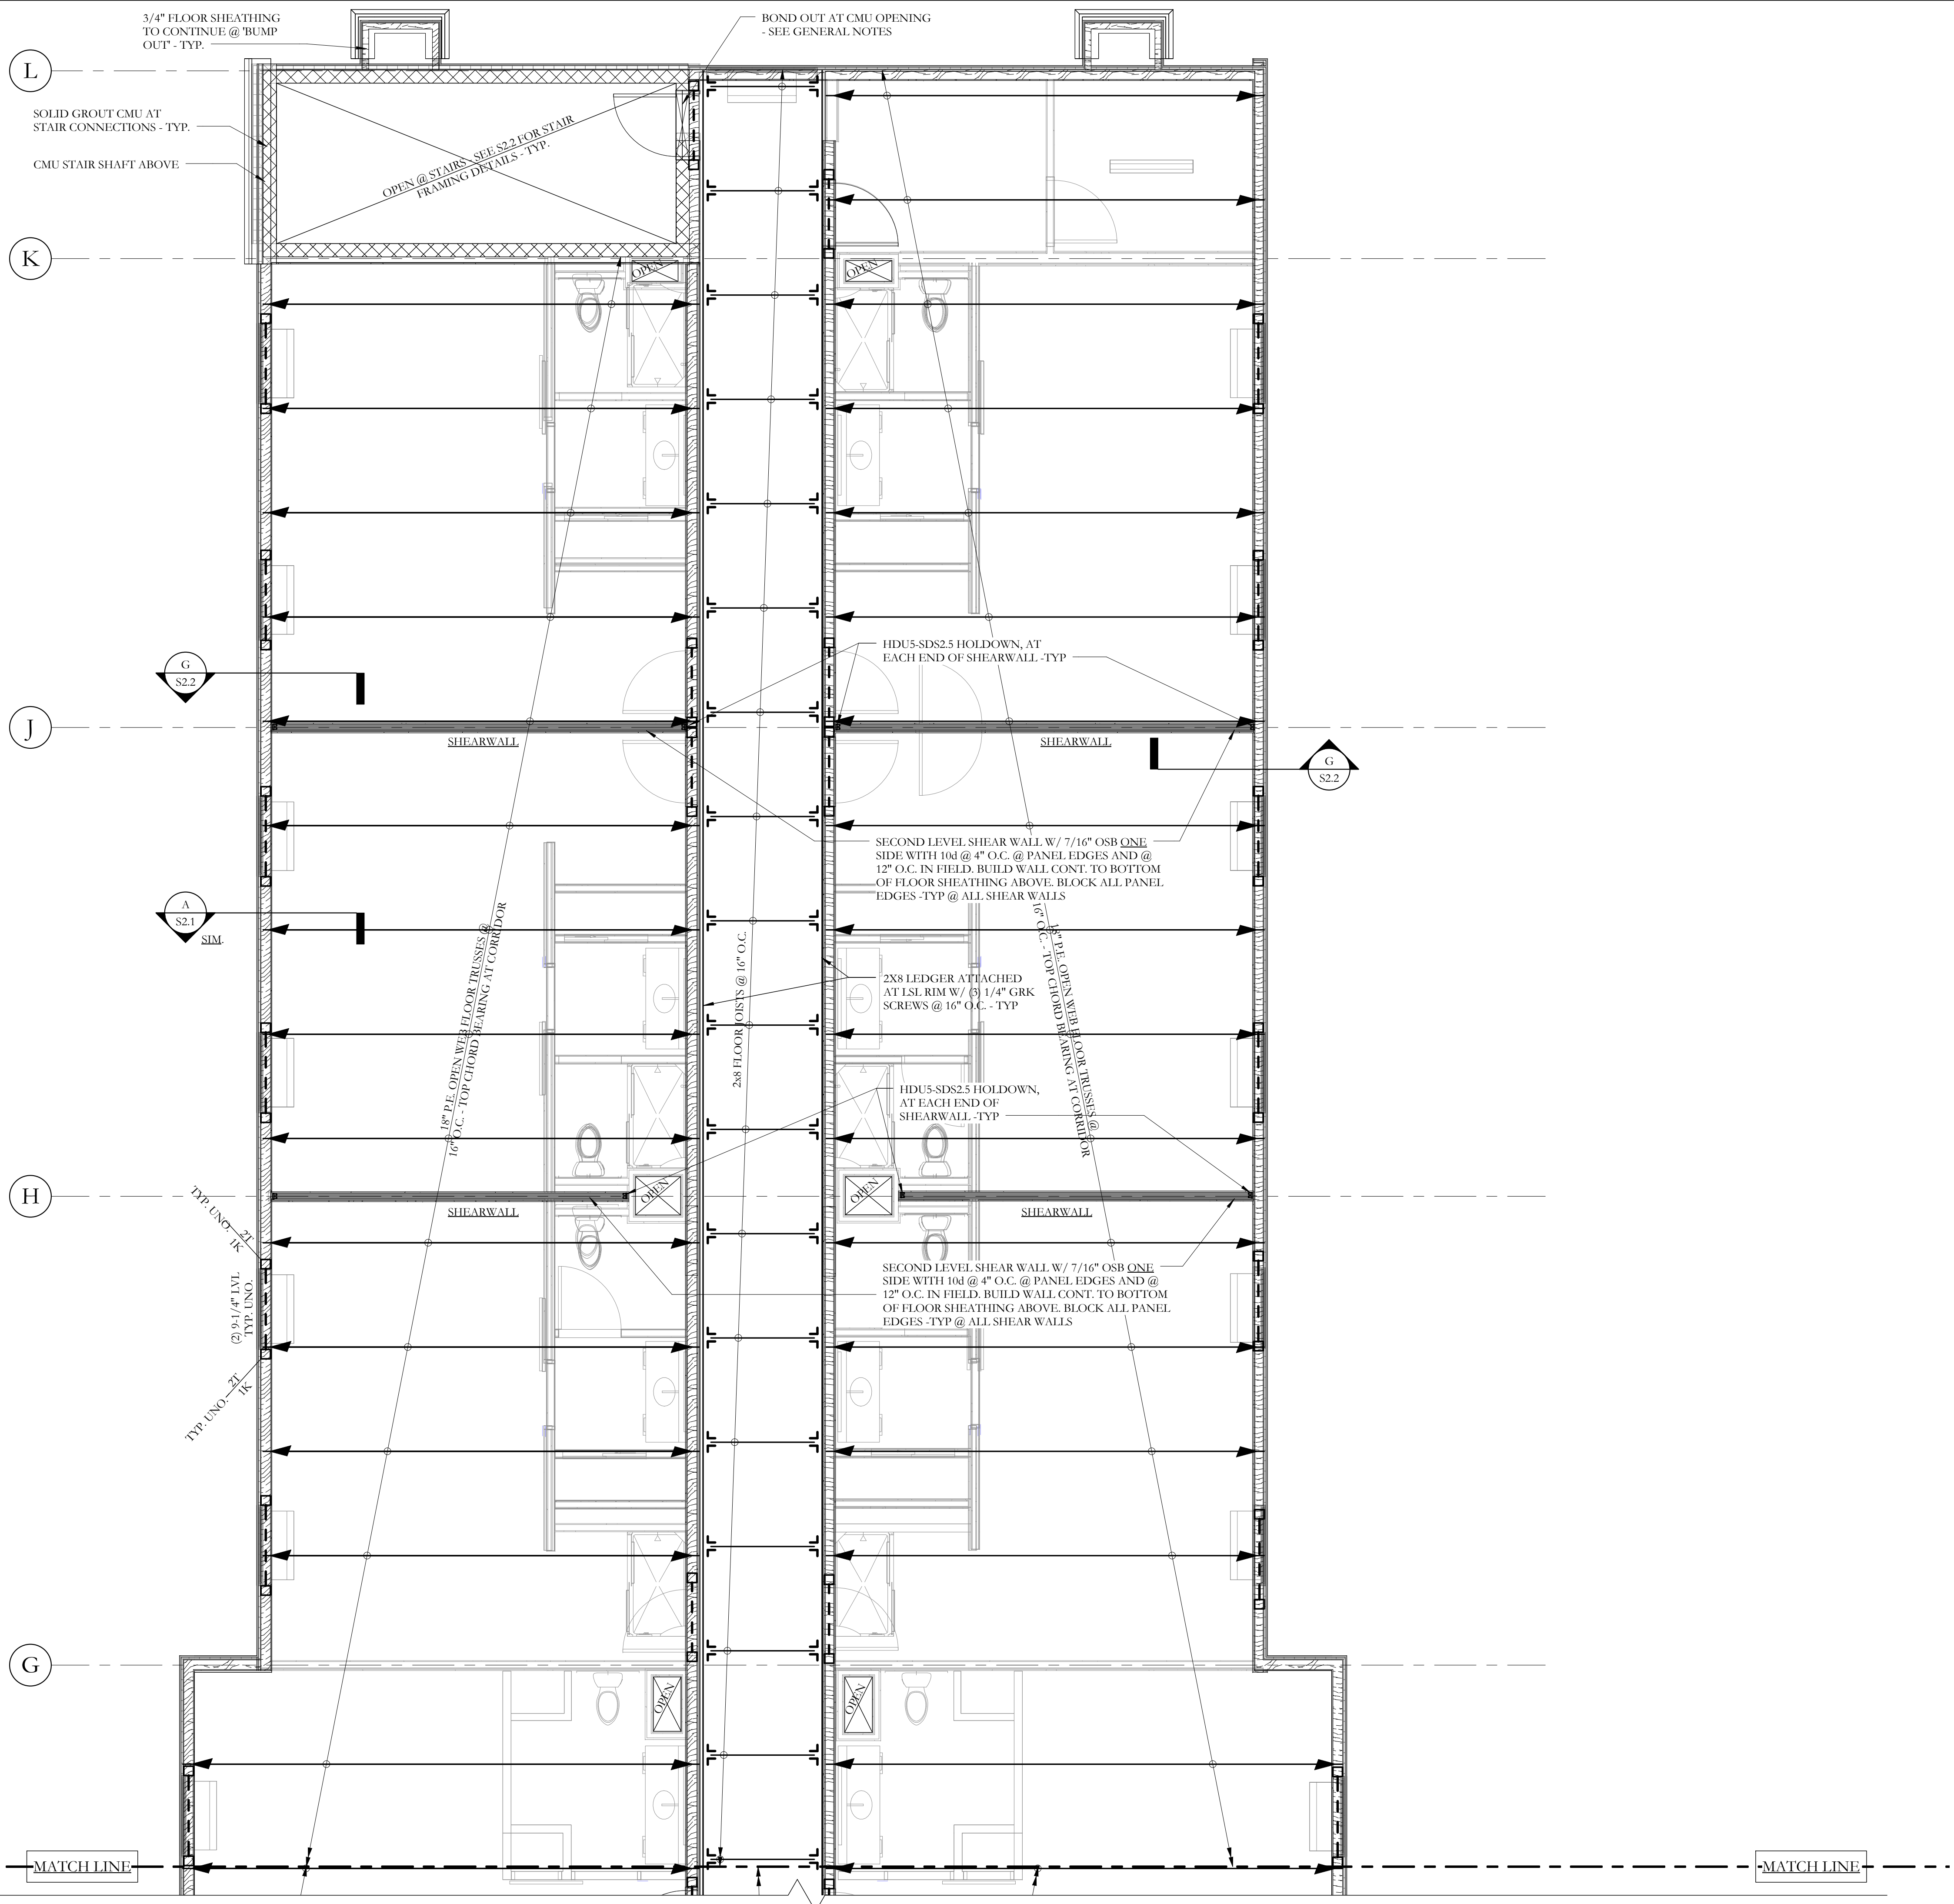 3/4" FLOOR SHEATHING
TO CONTINUE @ 'BUMP
OUT' - TYP.
BOND OUT AT CMU OPENING
- SEE GENERAL NOTES
L
SOLID GROUT CMU AT
STAIR CONNECTIONS - TYP.
CMU STAIR SHAFT ABOVE
OPEN @ STAIRS - SEE S2.2 FOR STAIR
FRAMING DETAILS - TYP.
K
OPEN
OPEN
HDU5-SDS2.5 HOLDOWN, AT
EACH END OF SHEARWALL -TYP
G
S2.2
J
SHEARWALL
SHEARWALL
G
S2.2
SECOND LEVEL SHEAR WALL W/ 7/16" OSB ONE
SIDE WITH 10d @ 4" O.C. @ PANEL EDGES AND @
12" O.C. IN FIELD. BUILD WALL CONT. TO BOTTOM
OF FLOOR SHEATHING ABOVE. BLOCK ALL PANEL
EDGES -TYP @ ALL SHEAR WALLS
A
S2.1
SIM.
18" P.E. OPEN WEB FLOOR TRUSSES @
16" O.C. - TOP CHORD BEARING AT CORRIDOR
2x8 FLOOR JOISTS @ 16" O.C.
2X8 LEDGER ATTACHED
AT LSL RIM W/ (3) 1/4" GRK
SCREWS @ 16" O.C. - TYP
18" P.E. OPEN WEB FLOOR TRUSSES @
16" O.C. - TOP CHORD BEARING AT CORRIDOR
HDU5-SDS2.5 HOLDOWN,
AT EACH END OF
SHEARWALL -TYP
H
OPEN
OPEN
SHEARWALL
SHEARWALL
TYP. UNO.
2T
1K
(2) 9-1/4" LVL
TYP. UNO.
TYP. UNO.
2T
1K
SECOND LEVEL SHEAR WALL W/ 7/16" OSB ONE
SIDE WITH 10d @ 4" O.C. @ PANEL EDGES AND @
12" O.C. IN FIELD. BUILD WALL CONT. TO BOTTOM
OF FLOOR SHEATHING ABOVE. BLOCK ALL PANEL
EDGES -TYP @ ALL SHEAR WALLS
G
OPEN
OPEN
MATCH LINE
MATCH LINE